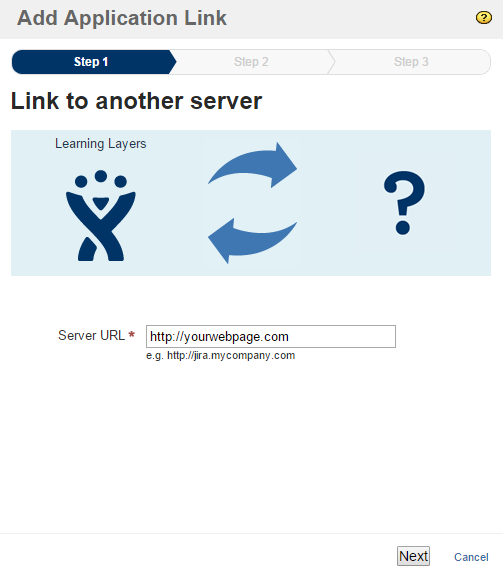 Add Application Link
?
Step 1
Step 2
Step 3
Link to another server
Learning Layers
?
Server URL *
http://yourwebpage.com
e.g. http://jira.mycompany.com
Next
Cancel